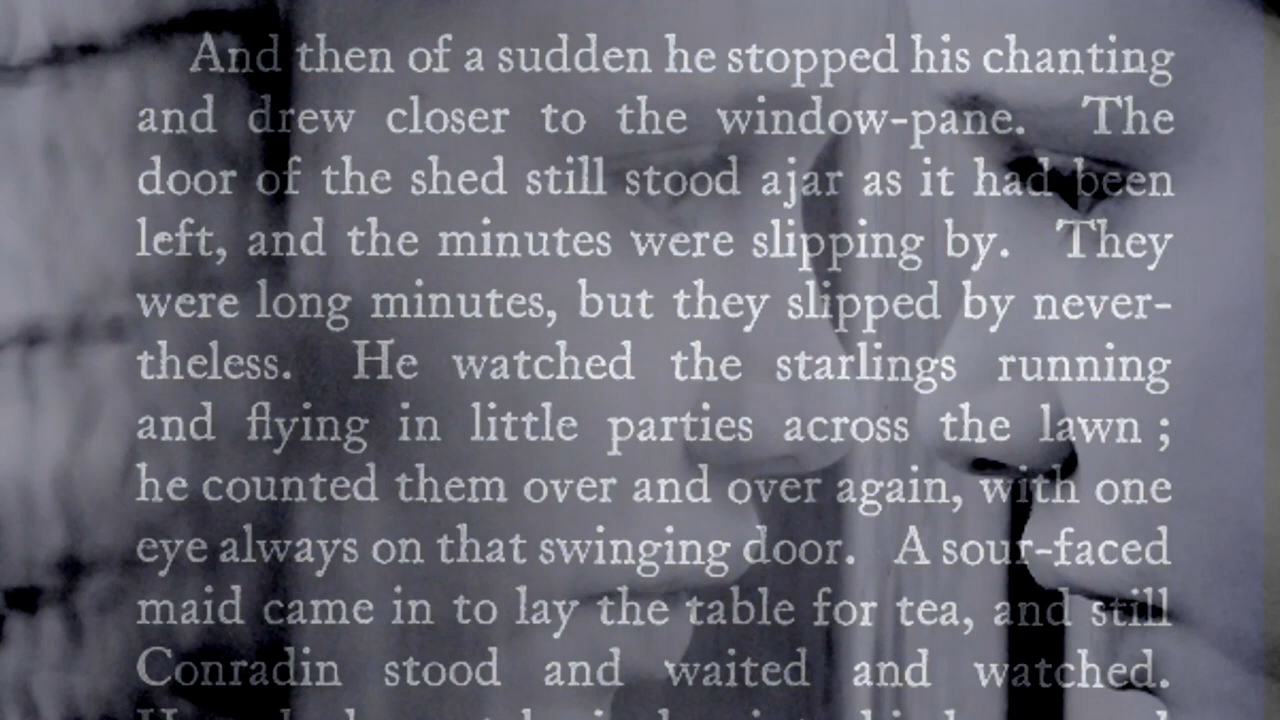 And then of a sudden he stopped his chanting
and drew closer to the window-pane. The
door of the shed still stood ajar as it had been
left, and the minutes were slipping by. They
were long minutes, but they slipped by never-
theless. He watched the starlings running
and flying in little parties across the lawn ;
he counted them over and over again, with one
eye always on that swinging door. A sour-faced
maid came in to lay the table for tea, and still
Conradin stood and waited and watched.